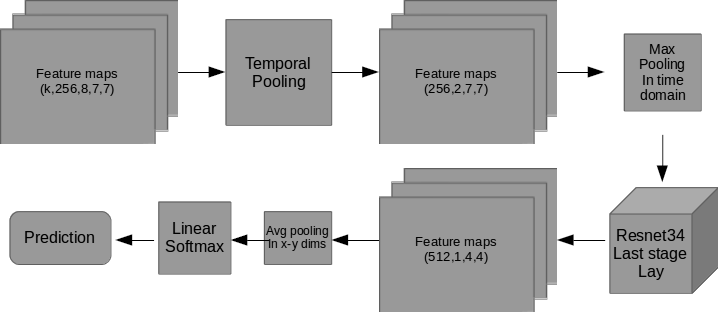 Feature maps
(k,256,8,7,7)
Temporal
Pooling
Feature maps
(256,2,7,7)
Max
Pooling
In time
domain
Resnet34
Last stage
Lay
Feature maps
(512,1,4,4)
Avg pooling
In x-y dims
Linear
Softmax
Prediction